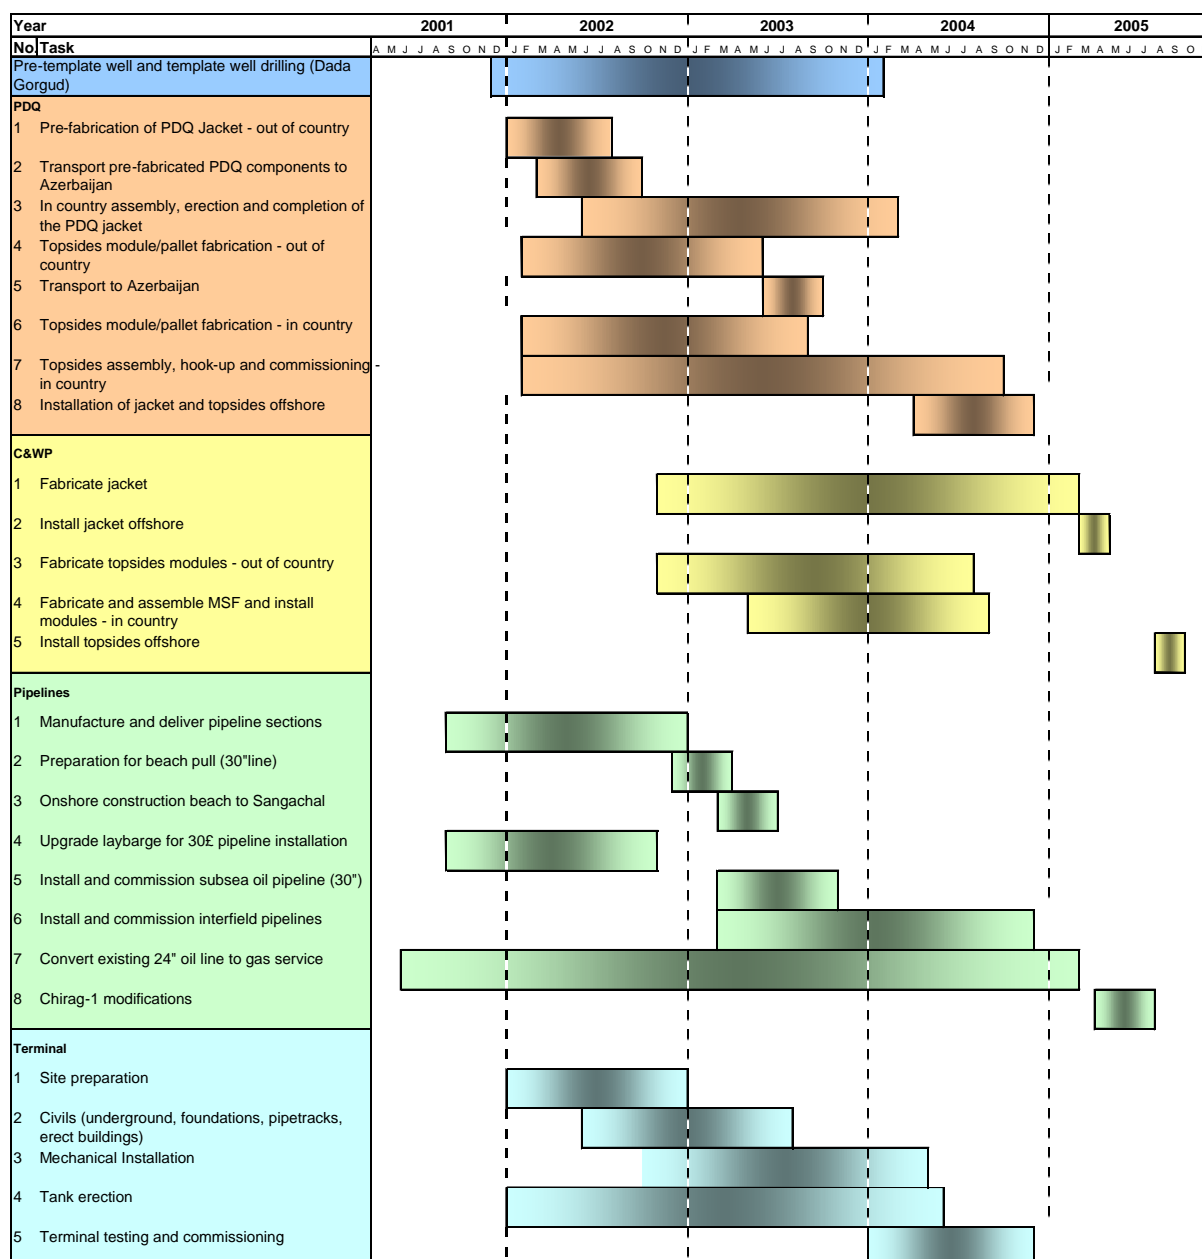 Year 2001 2002 2003 2004 2005
No. Task A M J J A S O N D J F M A M J J A S O N D J F M A M J J A S O N D J F M A M J J A S O N D J F M A M J J A S O
Pre-template well and template well drilling (Dada
Gorgud)
PDQ
1 Pre-fabrication of PDQ Jacket - out of country
2 Transport pre-fabricated PDQ components to
Azerbaijan
3 In country assembly, erection and completion of
the PDQ jacket
4 Topsides module/pallet fabrication - out of
country
5 Transport to Azerbaijan
6 Topsides module/pallet fabrication - in country
7 Topsides assembly, hook-up and commissioning -
in country
8 Installation of jacket and topsides offshore
C&WP
1 Fabricate jacket
2 Install jacket offshore
3 Fabricate topsides modules - out of country
4 Fabricate and assemble MSF and install
modules - in country
5 Install topsides offshore
Pipelines
1 Manufacture and deliver pipeline sections
2 Preparation for beach pull (30"line)
3 Onshore construction beach to Sangachal
4 Upgrade laybarge for 30£ pipeline installation
5 Install and commission subsea oil pipeline (30")
6 Install and commission interfield pipelines
7 Convert existing 24" oil line to gas service
8 Chirag-1 modifications
Terminal
1 Site preparation
2 Civils (underground, foundations, pipetracks,
erect buildings)
3 Mechanical Installation
4 Tank erection
5 Terminal testing and commissioning